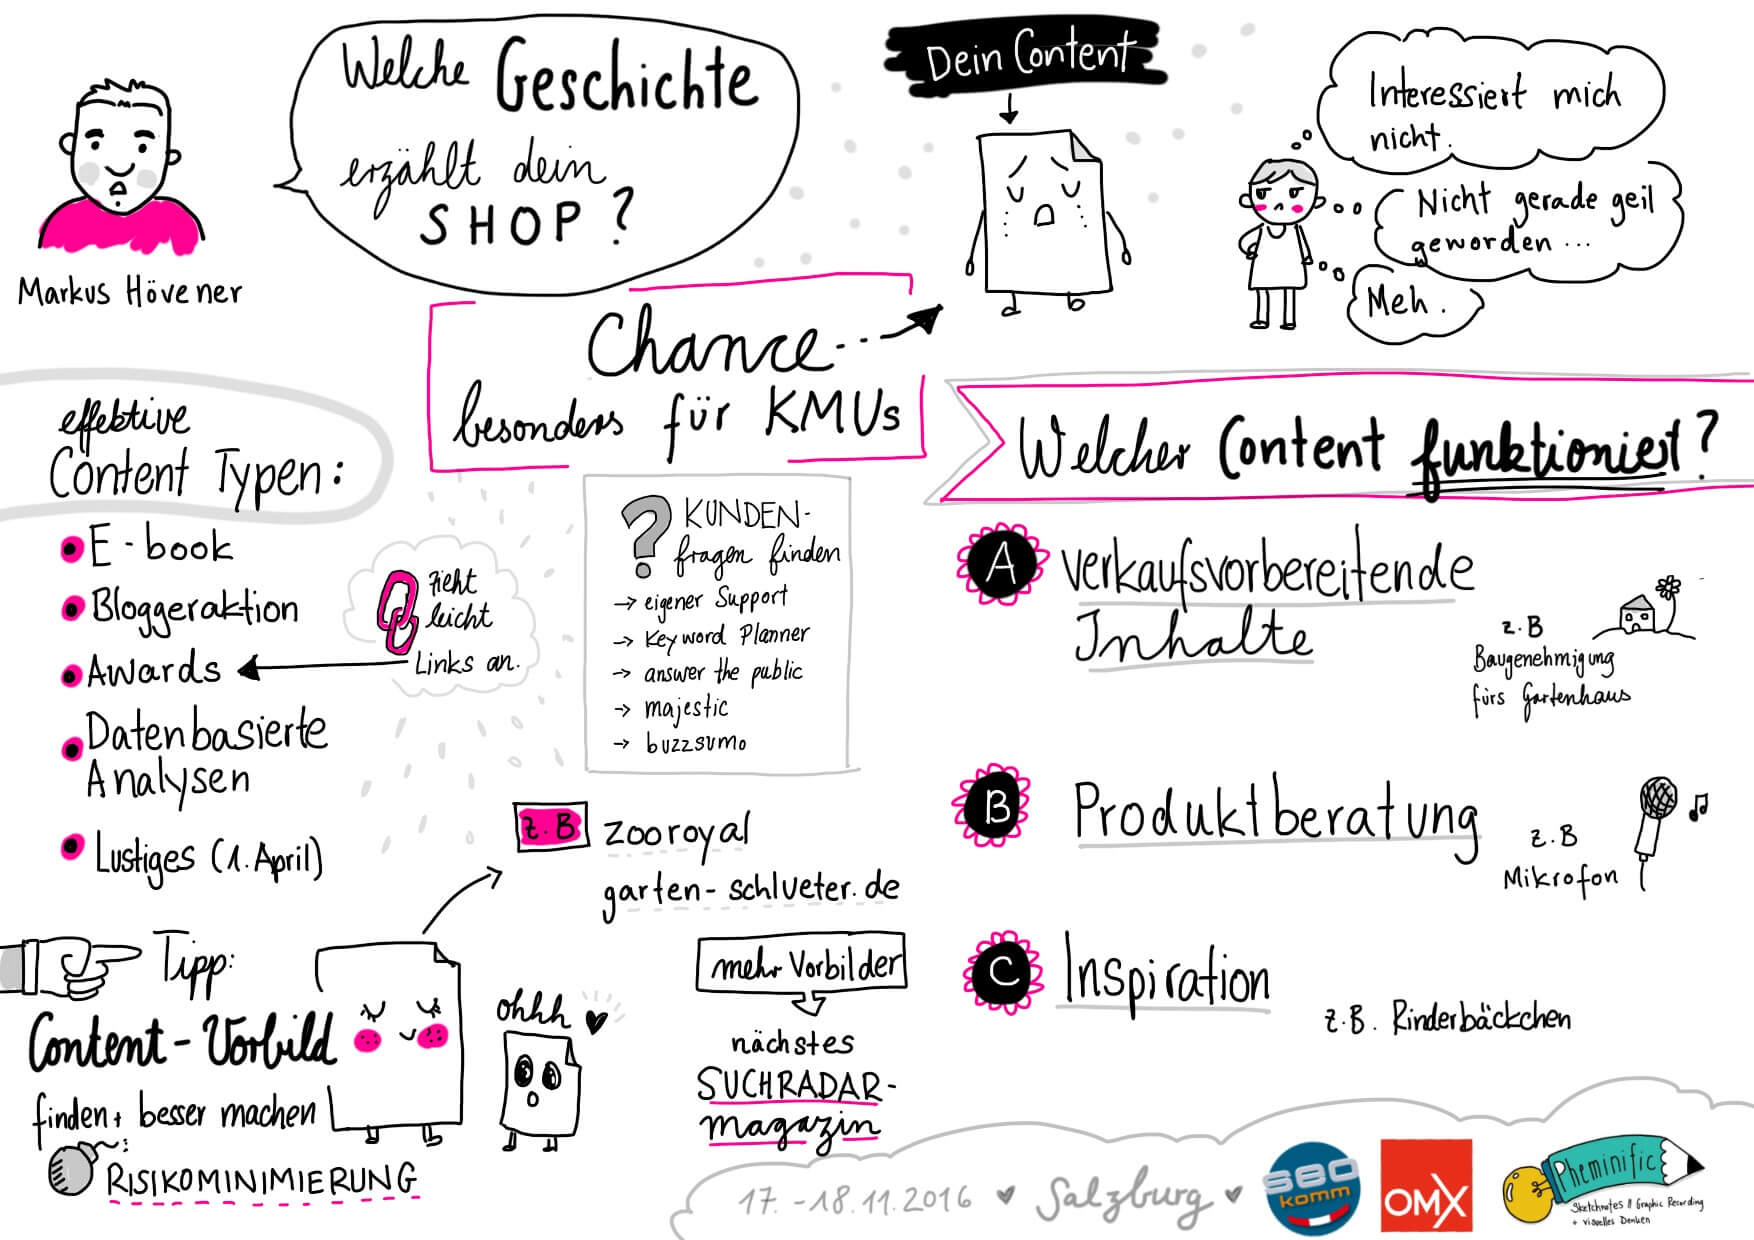 Welche Geschichte
erzählt dein
SHOP?
Markus Hövener
Dein Content
Interessiert mich
nicht.
Nicht gerade geil
geworden ...
Meh.
Chance
besonders für KMUs
effektive
Content Typen:
E-book
Bloggeraktion
Awards
Datenbasierte
Analysen
Lustiges (1. April)
zieht
leicht
Links an.
KUNDEN-
fragen finden
→ eigener Support
→ Keyword Planner
→ answer the public
→ majestic
→ buzzsumo
z.B
zooroyal
garten-schlueter.de
Tipp:
Content-Vorbild
finden + besser machen
RISIKOMINIMIERUNG
ohhh
mehr Vorbilder
nächstes
SUCHRADAR-
magazin
Welcher Content funktioniert?
A
verkaufsvorbereitende
Inhalte
z.B
Baugenehmigung
fürs Gartenhaus
B
Produktberatung
z.B
Mikrofon
C
Inspiration
z.B. Rinderbäckchen
17.-18.11.2016 Salzburg
SEO
komm
OMX
Pheminific
Sketchnotes // Graphic Recording
+ visuelles Denken